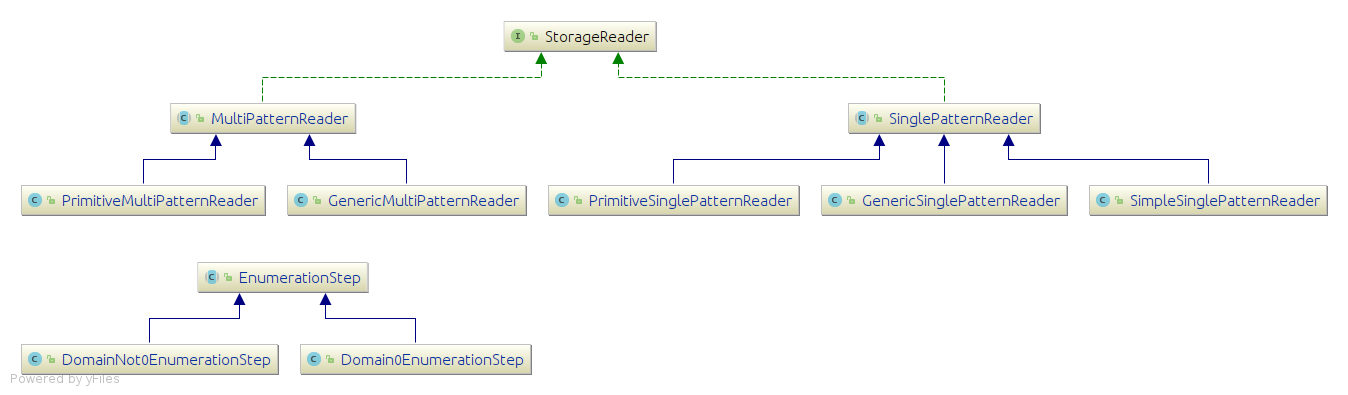 StorageReader
MultiPatternReader
SinglePatternReader
PrimitiveMultiPatternReader
GenericMultiPatternReader
PrimitiveSinglePatternReader
GenericSinglePatternReader
SimpleSinglePatternReader
EnumerationStep
DomainNot0EnumerationStep
Domain0EnumerationStep
Powered by yFiles